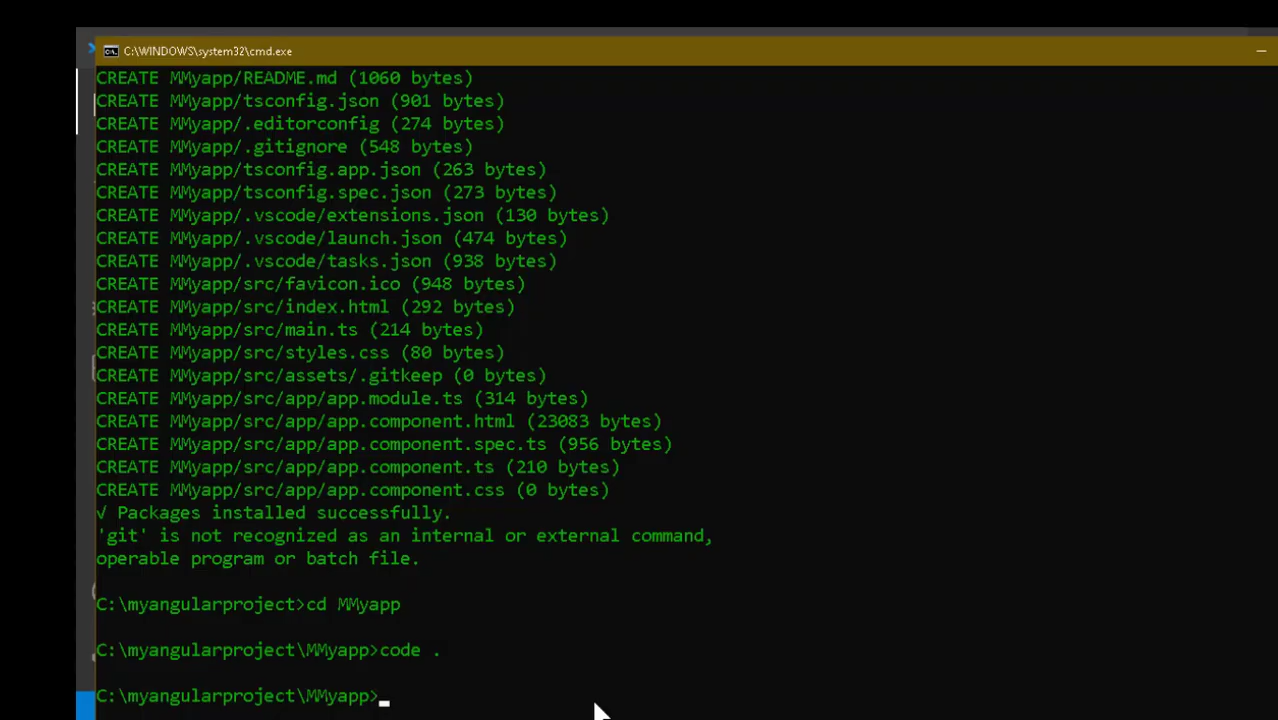 C:\WINDOWS\system32\cmd.exe
CREATE MMyapp/README.md (1060 bytes)
CREATE MMyapp/tsconfig.json (901 bytes)
CREATE MMyapp/.editorconfig (274 bytes)
CREATE MMyapp/.gitignore (548 bytes)
CREATE MMyapp/tsconfig.app.json (263 bytes)
CREATE MMyapp/tsconfig.spec.json (273 bytes)
CREATE MMyapp/.vscode/extensions.json (130 bytes)
CREATE MMyapp/.vscode/launch.json (474 bytes)
CREATE MMyapp/.vscode/tasks.json (938 bytes)
CREATE MMyapp/src/favicon.ico (948 bytes)
CREATE MMyapp/src/index.html (292 bytes)
CREATE MMyapp/src/main.ts (214 bytes)
CREATE MMyapp/src/styles.css (80 bytes)
CREATE MMyapp/src/assets/.gitkeep (0 bytes)
CREATE MMyapp/src/app/app.module.ts (314 bytes)
CREATE MMyapp/src/app/app.component.html (23083 bytes)
CREATE MMyapp/src/app/app.component.spec.ts (956 bytes)
CREATE MMyapp/src/app/app.component.ts (210 bytes)
CREATE MMyapp/src/app/app.component.css (0 bytes)
√ Packages installed successfully.
'git' is not recognized as an internal or external command,
operable program or batch file.
C:\myangularproject>cd MMyapp
C:\myangularproject\MMyapp>code .
C:\myangularproject\MMyapp>